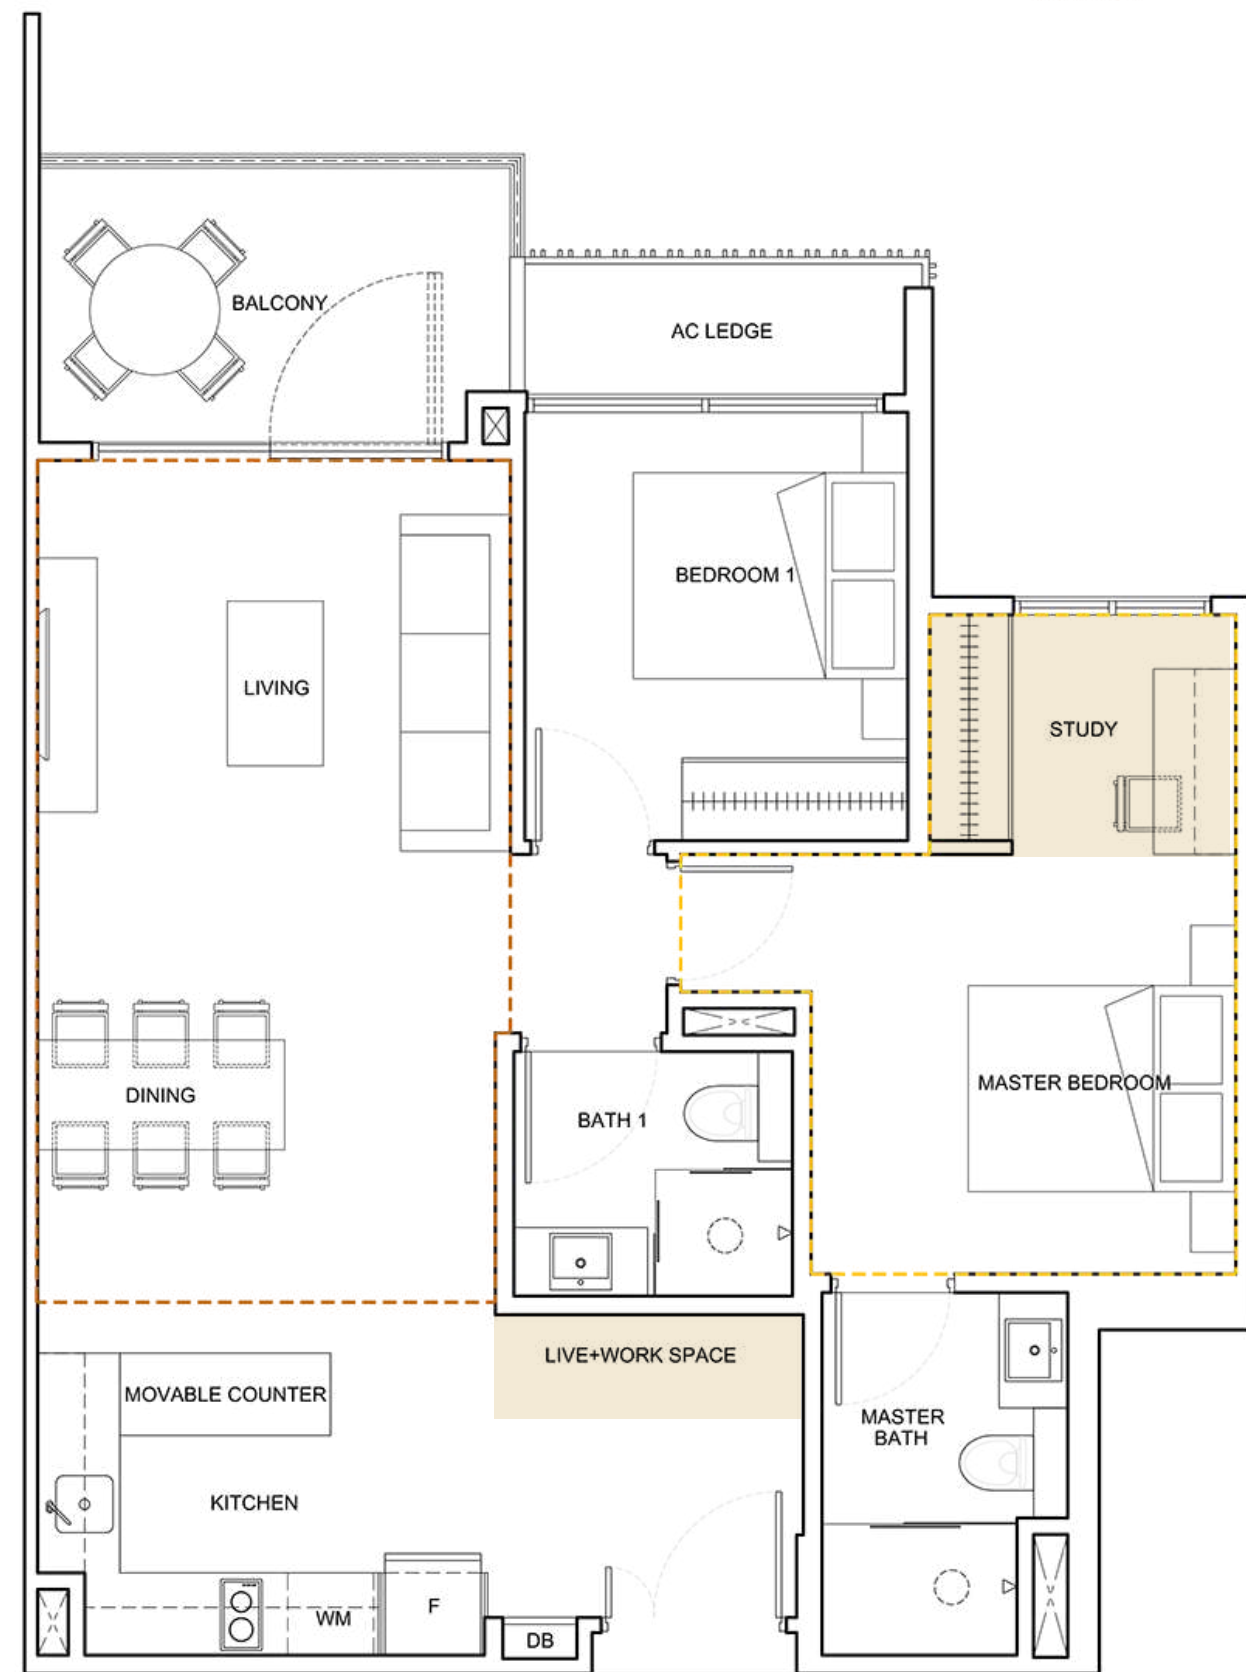 BALCONY
AC LEDGE
BEDROOM 1
LIVING
STUDY
DINING
BATH 1
MASTER BEDROOM
LIVE+WORK SPACE
MOVABLE COUNTER
MASTER
BATH
KITCHEN
WM
F
DB